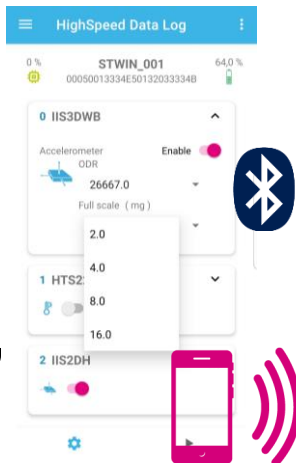 HighSpeed Data Log
0 % STWIN_001 64,0 %
00050013334E50132033334B
0 IIS3DWB
Accelerometer Enable
ODR
26667.0
Full scale ( mg )
2.0
4.0
8.0
16.0
1 HTS2
2 IIS2DH